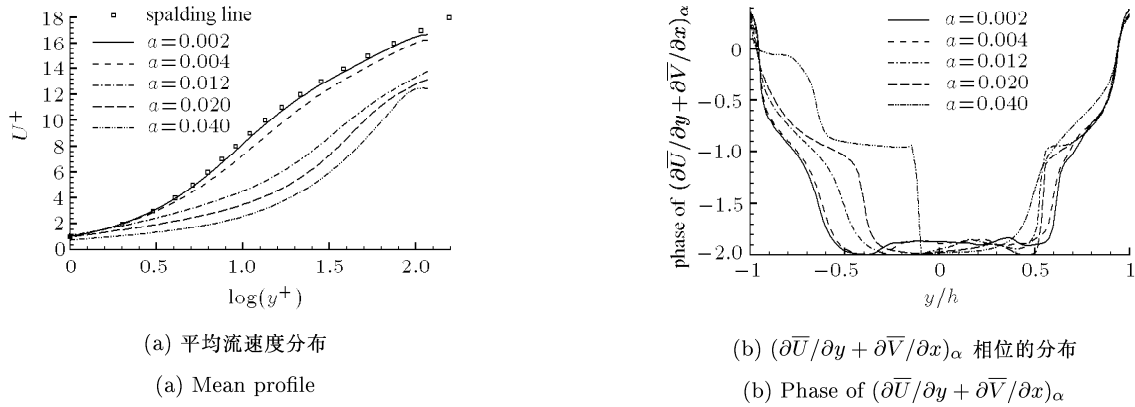 18
16
14
12
10
8
6
4
2
0
U⁺
spalding line
a=0.002
a=0.004
a=0.012
a=0.020
a=0.040
0 0.5 1.0 1.5 2.0
log(y⁺)
(a) 平均流速度分布
(a) Mean profile
0
−0.5
−1.0
−1.5
−2.0
phase of (∂U̅/∂y+∂V̅/∂x)α
a=0.002
a=0.004
a=0.012
a=0.020
a=0.040
−1 −0.5 0 0.5 1
y/h
(b) (∂U̅/∂y + ∂V̅/∂x)α 相位的分布
(b) Phase of (∂U̅/∂y + ∂V̅/∂x)α